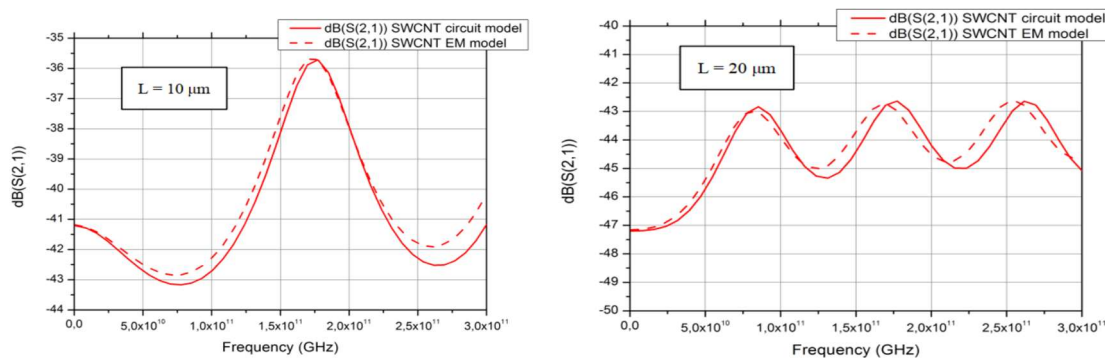 dB(S(2,1)) SWCNT circuit model
dB(S(2,1)) SWCNT EM model
L = 10 μm
dB(S(2,1))
-35
-36
-37
-38
-39
-40
-41
-42
-43
-44
0,0 5,0x10¹⁰ 1,0x10¹¹ 1,5x10¹¹ 2,0x10¹¹ 2,5x10¹¹ 3,0x10¹¹
Frequency (GHz)
dB(S(2,1)) SWCNT circuit model
dB(S(2,1)) SWCNT EM model
L = 20 μm
dB(S(2,1))
-40
-41
-42
-43
-44
-45
-46
-47
-48
-49
-50
0,0 5,0x10¹⁰ 1,0x10¹¹ 1,5x10¹¹ 2,0x10¹¹ 2,5x10¹¹ 3,0x10¹¹
Frequency (GHz)